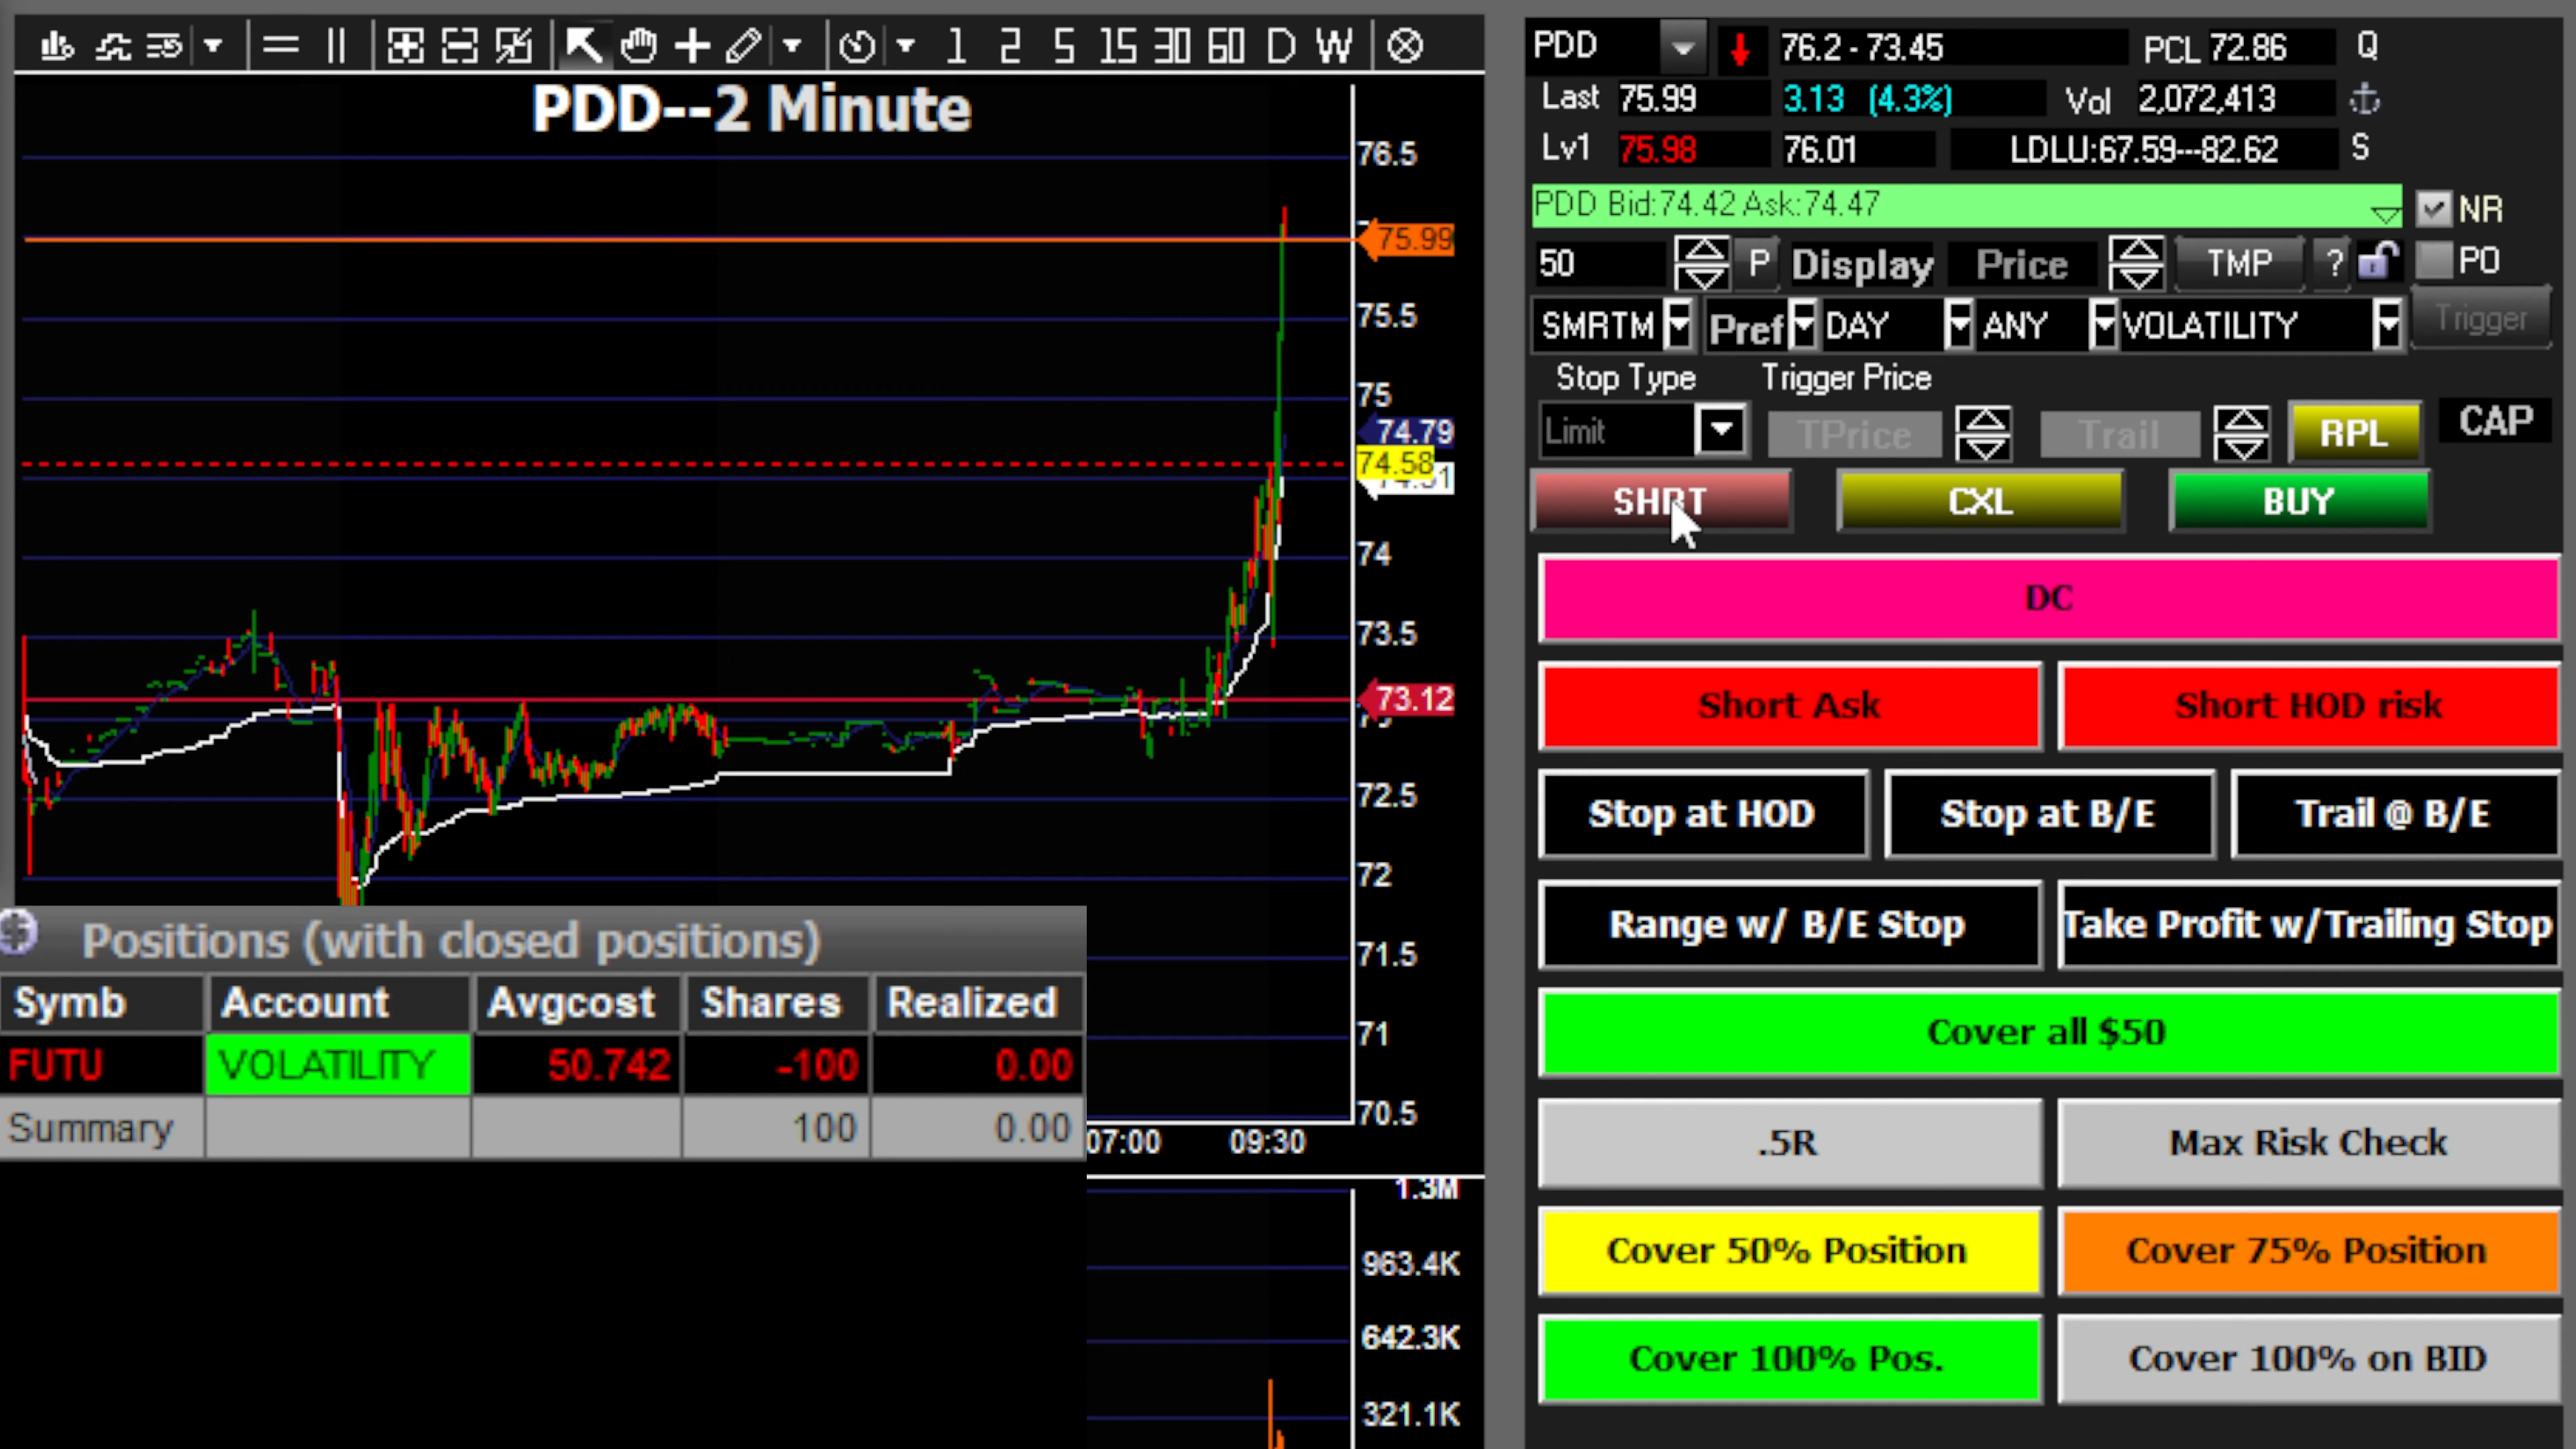 1 2 5 15 30 60 D W
PDD--2 Minute
76.5
75.99
75.5
75
74.79
74.58
74
73.5
73.12
72.5
72
71.5
71
70.5
07:00 09:30
1.3M
963.4K
642.3K
321.1K
Positions (with closed positions)
Symb Account Avgcost Shares Realized
FUTU VOLATILITY 50.742 -100 0.00
Summary 100 0.00
PDD 76.2 - 73.45 PCL 72.86 Q
Last 75.99 3.13 (4.3%) Vol 2,072,413
Lv1 75.98 76.01 LDLU:67.59---82.62 S
PDD Bid:74.42 Ask:74.47 NR
50 P Display Price TMP ? PO
SMRTM Pref DAY ANY VOLATILITY Trigger
Stop Type Trigger Price
Limit TPrice Trail RPL CAP
SHRT CXL BUY
DC
Short Ask Short HOD risk
Stop at HOD Stop at B/E Trail @ B/E
Range w/ B/E Stop Take Profit w/Trailing Stop
Cover all $50
.5R Max Risk Check
Cover 50% Position Cover 75% Position
Cover 100% Pos. Cover 100% on BID